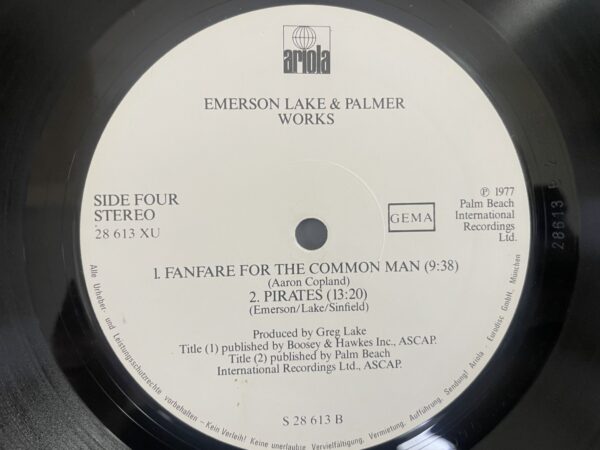 ariola
EMERSON LAKE & PALMER
WORKS
SIDE FOUR
STEREO
28 613 XU
GEMA
℗ 1977
Palm Beach
International
Recordings
Ltd.
1. FANFARE FOR THE COMMON MAN (9:38)
(Aaron Copland)
2. PIRATES (13:20)
(Emerson/Lake/Sinfield)
Produced by Greg Lake
Title (1) published by Boosey & Hawkes Inc., ASCAP.
Title (2) published by Palm Beach
International Recordings Ltd., ASCAP.
S 28 613 B
Alle Urheber- und Leistungsschutzrechte vorbehalten – Kein Verleih! Keine unerlaubte Vervielfältigung, Vermietung, Aufführung, Sendung! Ariola - Eurodisc GmbH, München
28613